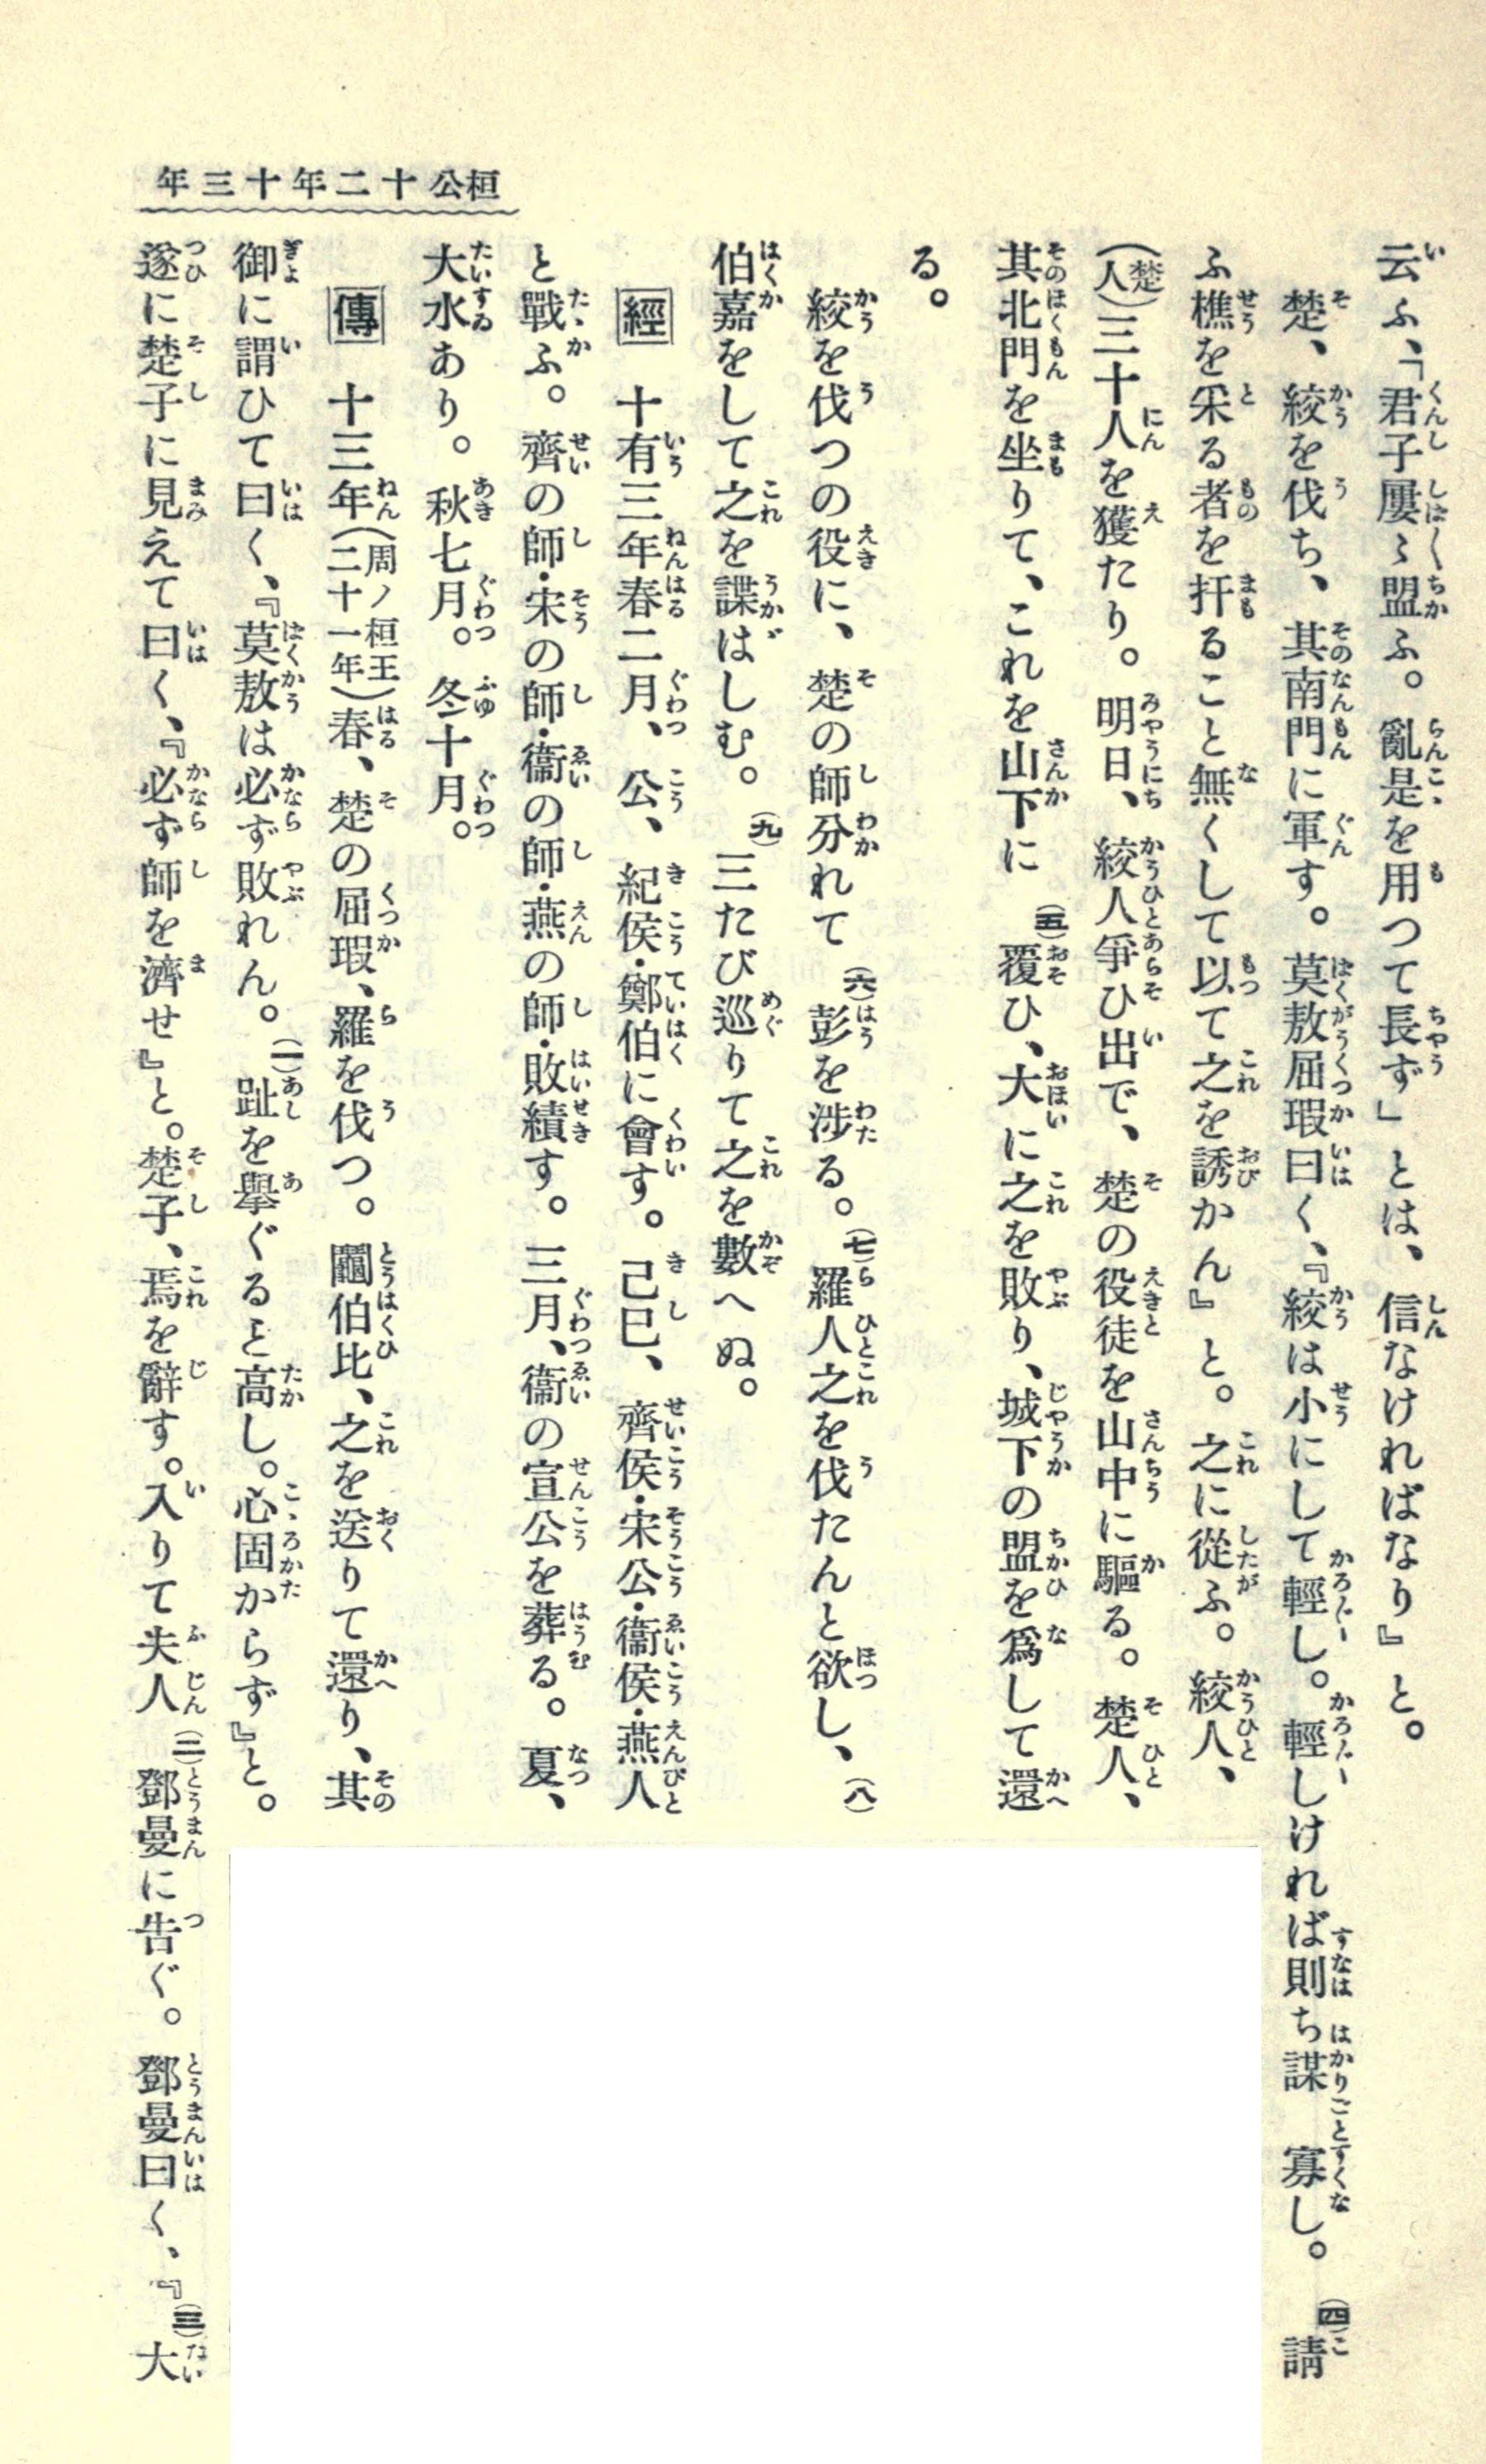 桓公十二年十三年
云ふ、「君子屢〻盟ふ。亂是を用つて長ず」とは、信なければなり』と。
楚、絞を伐ち、其南門に軍す。莫敖屈瑕曰く、『絞は小にして輕し。輕しければ則ち謀寡し。(四)請
ふ樵を采る者を扞ること無くして以て之を誘かん』と。之に從ふ。絞人、
(楚人)三十人を獲たり。明日、絞人爭ひ出で、楚の役徒を山中に驅る。楚人、
其北門を坐りて、これを山下に(五)覆ひ、大に之を敗り、城下の盟を爲して還
る。
絞を伐つの役に、楚の師分れて(六)彭を涉る。(七)羅人之を伐たんと欲し、(八)
伯嘉をして之を諜はしむ。(九)三たび巡りて之を數へぬ。
經 十有三年春二月、公、紀侯・鄭伯に會す。己巳、齊侯・宋公・衞侯・燕人
と戰ふ。齊の師・宋の師・衞の師・燕の師・敗績す。三月、衞の宣公を葬る。夏、
大水あり。秋七月。冬十月。
傳 十三年(周ノ桓王二十一年)春、楚の屈瑕、羅を伐つ。鬭伯比、之を送りて還り、其
御に謂ひて曰く、『莫敖は必ず敗れん。(一)趾を擧ぐること高し。心固からず』と。
遂に楚子に見えて曰く、『必ず師を濟せ』と。楚子、焉を辭す。入りて夫人(二)鄧曼に告ぐ。鄧曼曰く、『(三)大